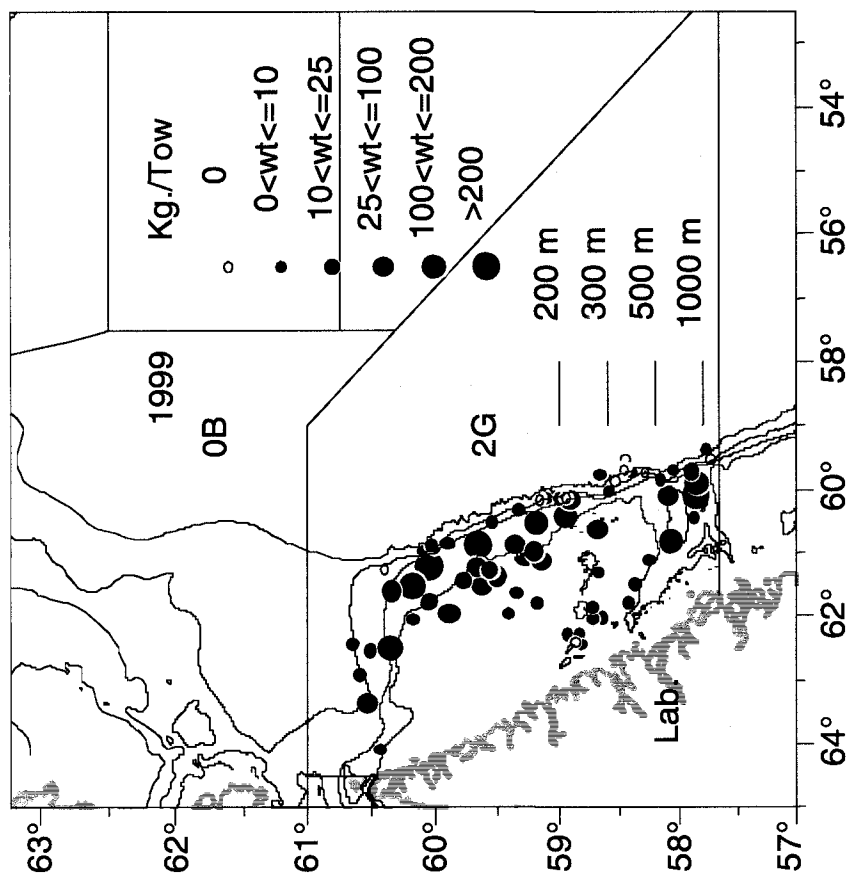 1999
0B
2G
Lab.
Kg./Tow
0
0<wt<=10
10<wt<=25
25<wt<=100
100<wt<=200
>200
200 m
300 m
500 m
1000 m
63°
62°
61°
60°
59°
58°
57°
64°
62°
60°
58°
56°
54°